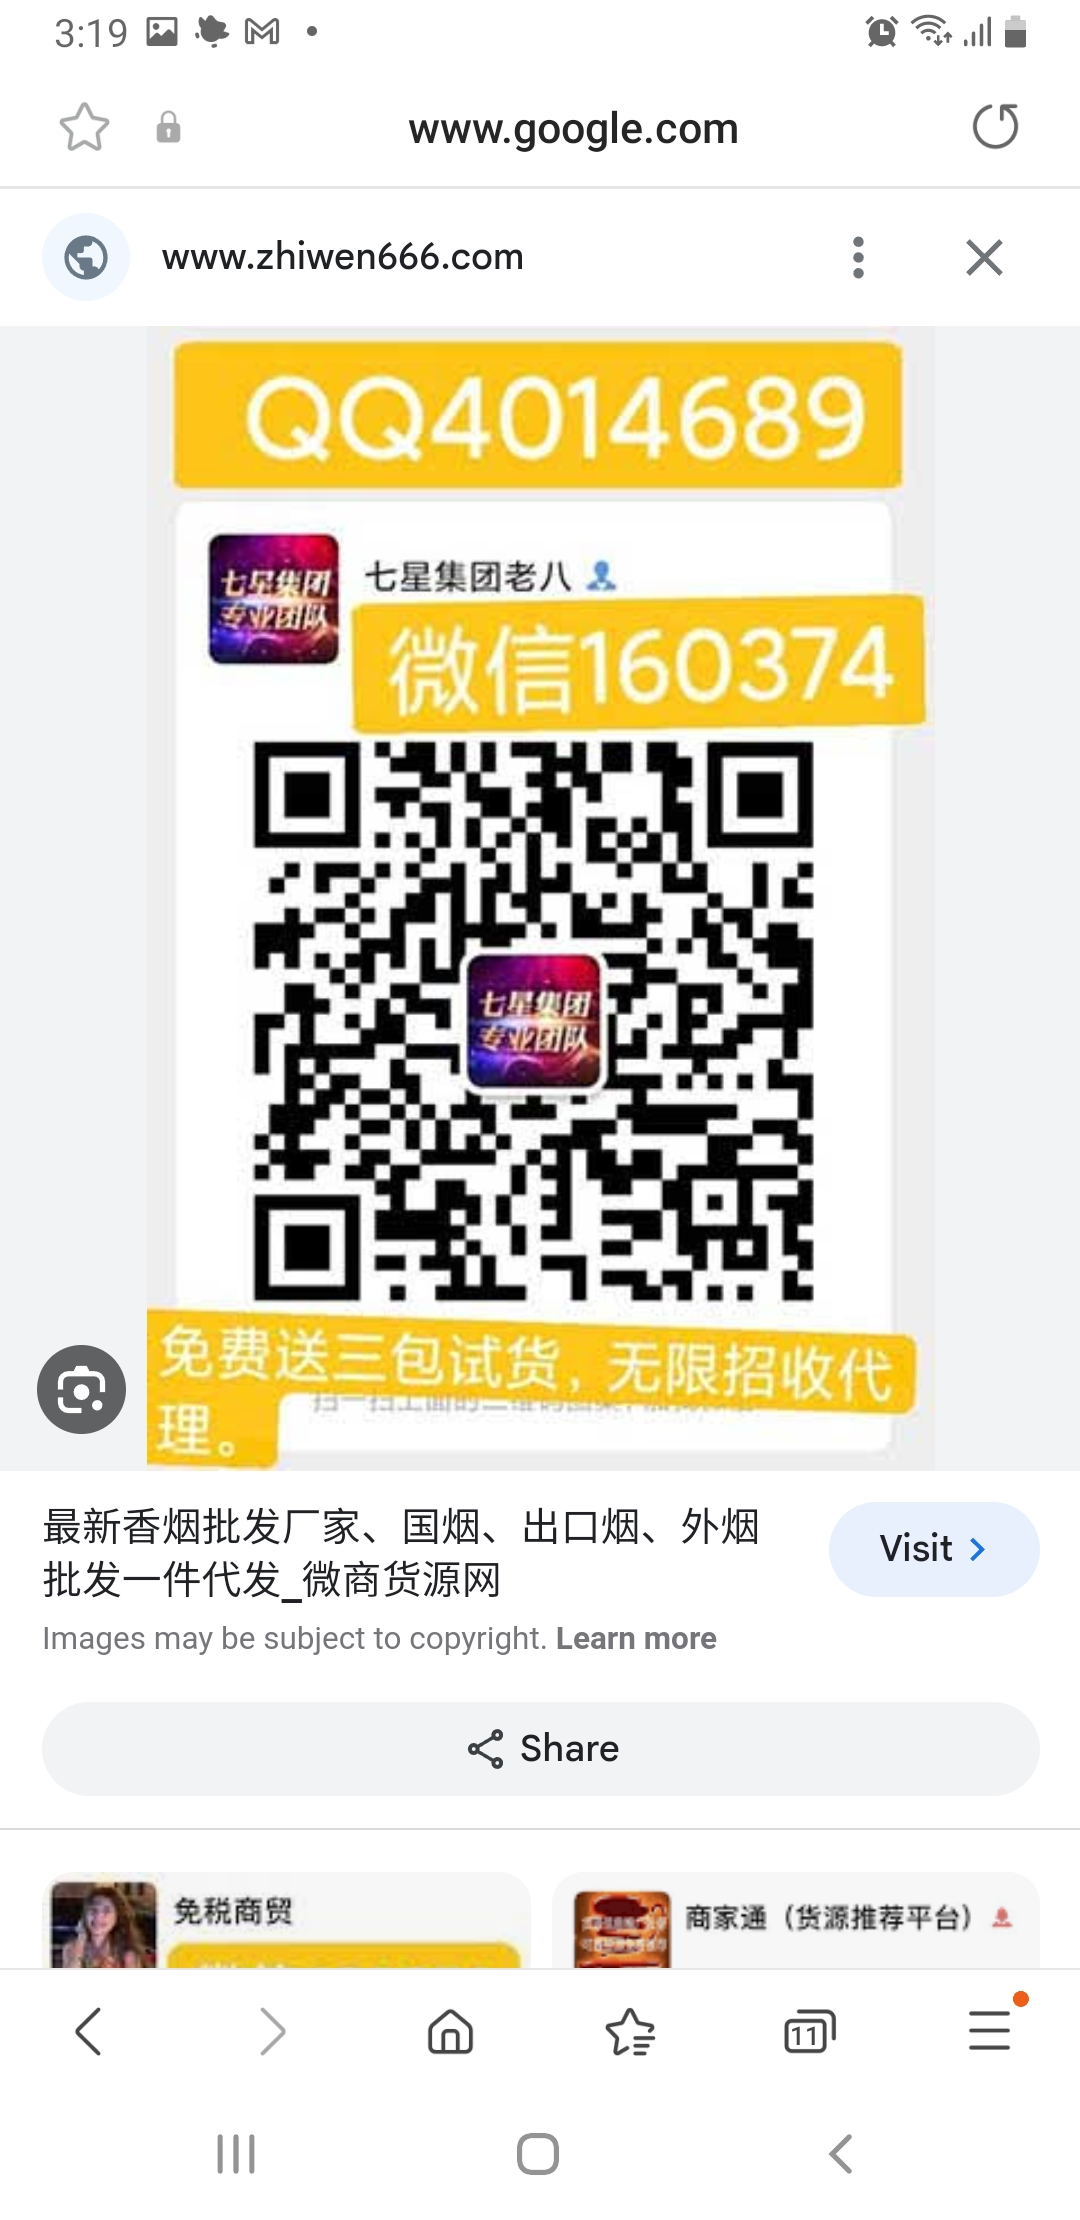 3:19
www.google.com
www.zhiwen666.com
QQ4014689
七星集团
专业团队
七星集团老八
微信160374
七星集团
专业团队
免费送三包试货，无限招收代
理。
最新香烟批发厂家、国烟、出口烟、外烟
批发一件代发_微商货源网
Visit
Images may be subject to copyright. Learn more
Share
免税商贸
商家通（货源推荐平台）
11